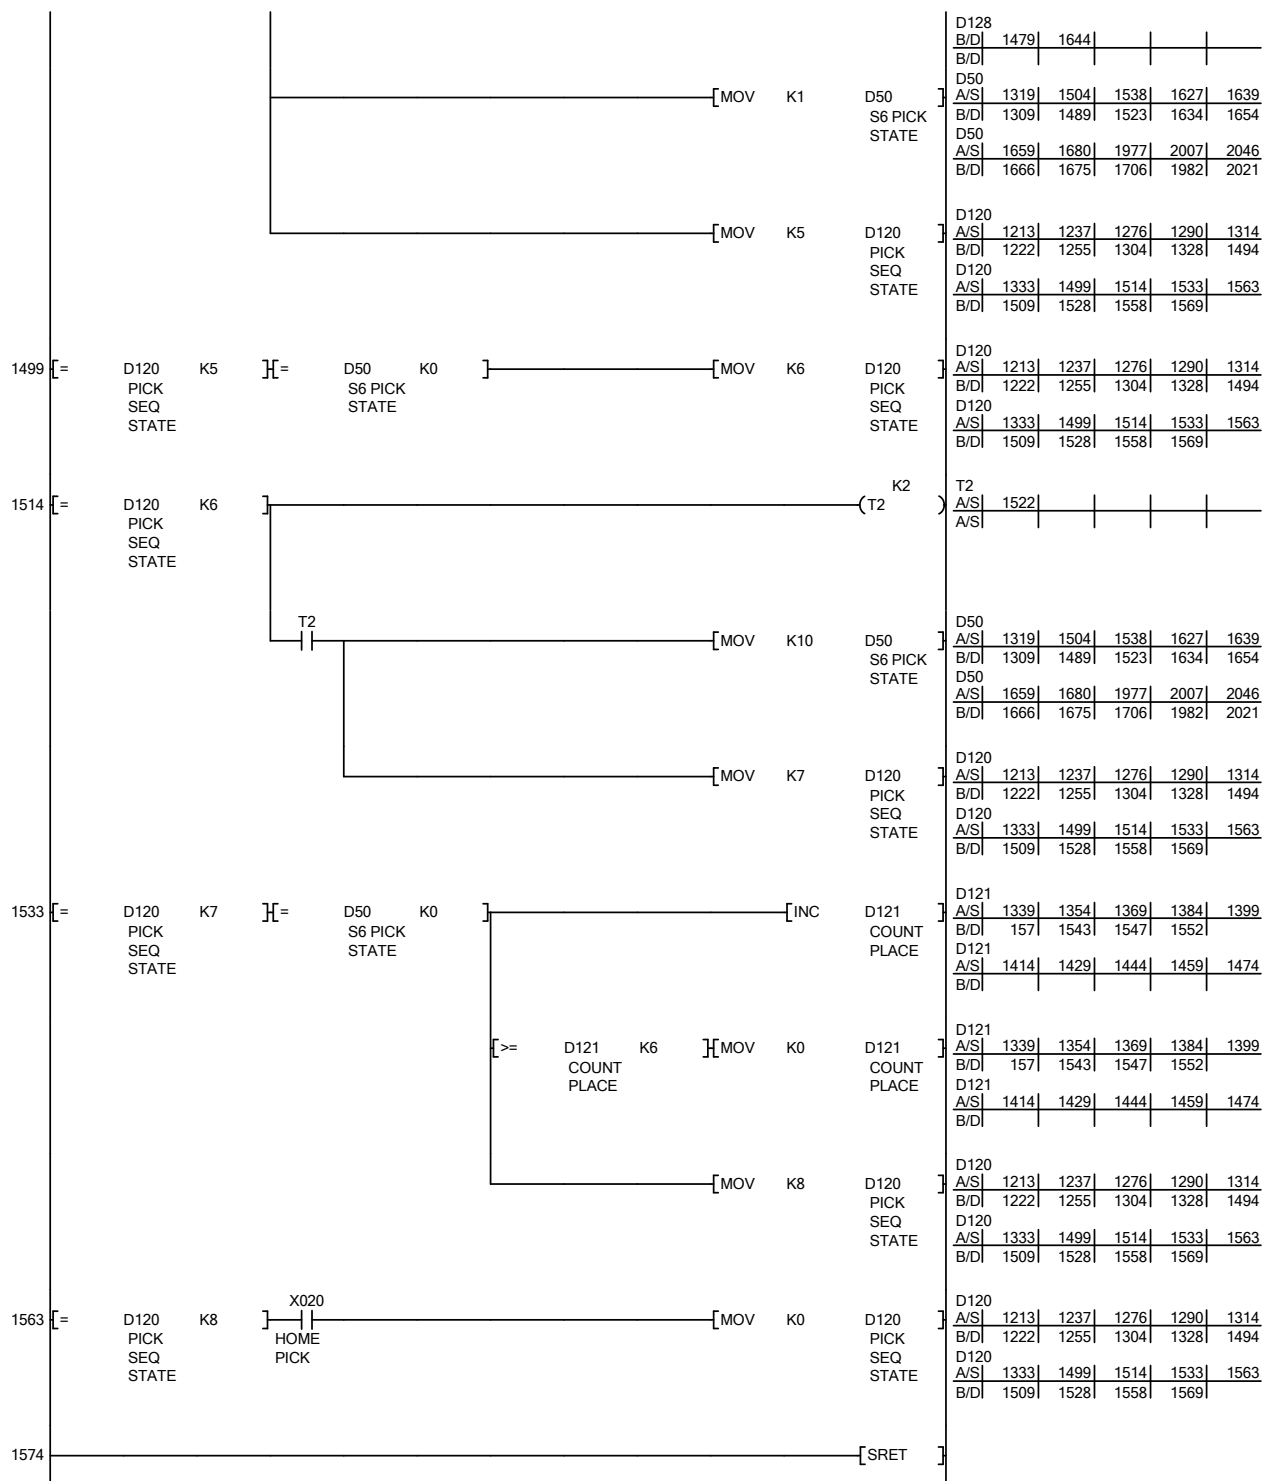 D128
B/D 1479 1644
B/D
MOV K1 D50
S6 PICK
STATE
D50
A/S 1319 1504 1538 1627 1639
B/D 1309 1489 1523 1634 1654
D50
A/S 1659 1680 1977 2007 2046
B/D 1666 1675 1706 1982 2021
MOV K5 D120
PICK
SEQ
STATE
D120
A/S 1213 1237 1276 1290 1314
B/D 1222 1255 1304 1328 1494
D120
A/S 1333 1499 1514 1533 1563
B/D 1509 1528 1558 1569
1499 [= D120 K5 ] [= D50 K0 ] [MOV K6 D120 ]
PICK
SEQ
STATE
S6 PICK
STATE
PICK
SEQ
STATE
D120
A/S 1213 1237 1276 1290 1314
B/D 1222 1255 1304 1328 1494
D120
A/S 1333 1499 1514 1533 1563
B/D 1509 1528 1558 1569
1514 [= D120 K6 ]
PICK
SEQ
STATE
K2
(T2 )
T2
A/S 1522
A/S
T2
[MOV K10 D50 ]
S6 PICK
STATE
D50
A/S 1319 1504 1538 1627 1639
B/D 1309 1489 1523 1634 1654
D50
A/S 1659 1680 1977 2007 2046
B/D 1666 1675 1706 1982 2021
[MOV K7 D120 ]
PICK
SEQ
STATE
D120
A/S 1213 1237 1276 1290 1314
B/D 1222 1255 1304 1328 1494
D120
A/S 1333 1499 1514 1533 1563
B/D 1509 1528 1558 1569
1533 [= D120 K7 ] [= D50 K0 ] [INC D121 ]
PICK
SEQ
STATE
S6 PICK
STATE
COUNT
PLACE
D121
A/S 1339 1354 1369 1384 1399
B/D 157 1543 1547 1552
D121
A/S 1414 1429 1444 1459 1474
B/D
[>= D121 K6 ] [MOV K0 D121 ]
COUNT
PLACE
COUNT
PLACE
D121
A/S 1339 1354 1369 1384 1399
B/D 157 1543 1547 1552
D121
A/S 1414 1429 1444 1459 1474
B/D
[MOV K8 D120 ]
PICK
SEQ
STATE
D120
A/S 1213 1237 1276 1290 1314
B/D 1222 1255 1304 1328 1494
D120
A/S 1333 1499 1514 1533 1563
B/D 1509 1528 1558 1569
X020
1563 [= D120 K8 ] [MOV K0 D120 ]
PICK
SEQ
STATE
HOME
PICK
PICK
SEQ
STATE
D120
A/S 1213 1237 1276 1290 1314
B/D 1222 1255 1304 1328 1494
D120
A/S 1333 1499 1514 1533 1563
B/D 1509 1528 1558 1569
1574 [SRET ]